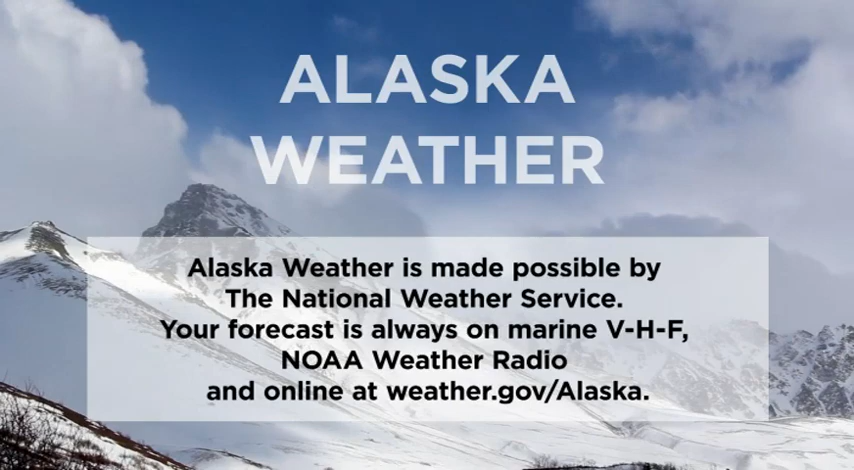 ALASKA
WEATHER
Alaska Weather is made possible by
The National Weather Service.
Your forecast is always on marine V-H-F,
NOAA Weather Radio
and online at weather.gov/Alaska.